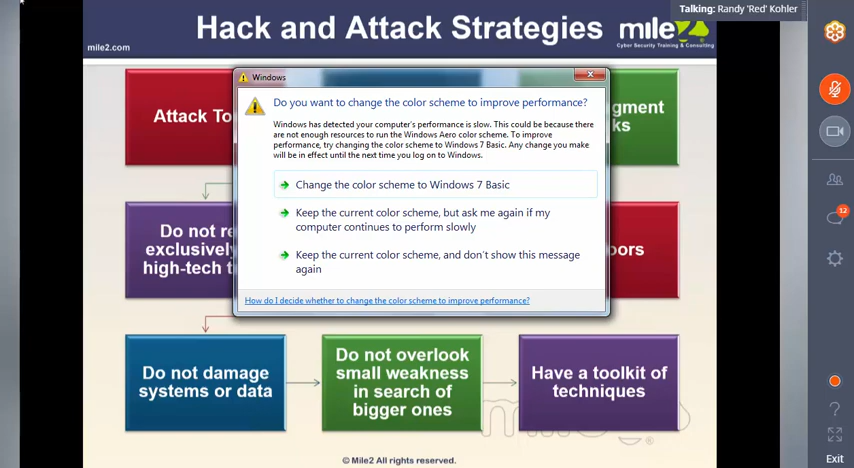 Talking: Randy 'Red' Kohler
Hack and Attack Strategies
mile2
Cyber Security Training & Consulting
mile2.com
Windows
Do you want to change the color scheme to improve performance?
Windows has detected your computer's performance is slow. This could be because there
are not enough resources to run the Windows Aero color scheme. To improve
performance, try changing the color scheme to Windows 7 Basic. Any change you make
will be in effect until the next time you log on to Windows.
Change the color scheme to Windows 7 Basic
Keep the current color scheme, but ask me again if my
computer continues to perform slowly
Keep the current color scheme, and don't show this message
again
How do I decide whether to change the color scheme to improve performance?
Attack To
gment
ks
Do not re
exclusively
high-tech t
oors
Do not damage
systems or data
Do not overlook
small weakness
in search of
bigger ones
Have a toolkit of
techniques
© Mile2 All rights reserved.
12
Exit